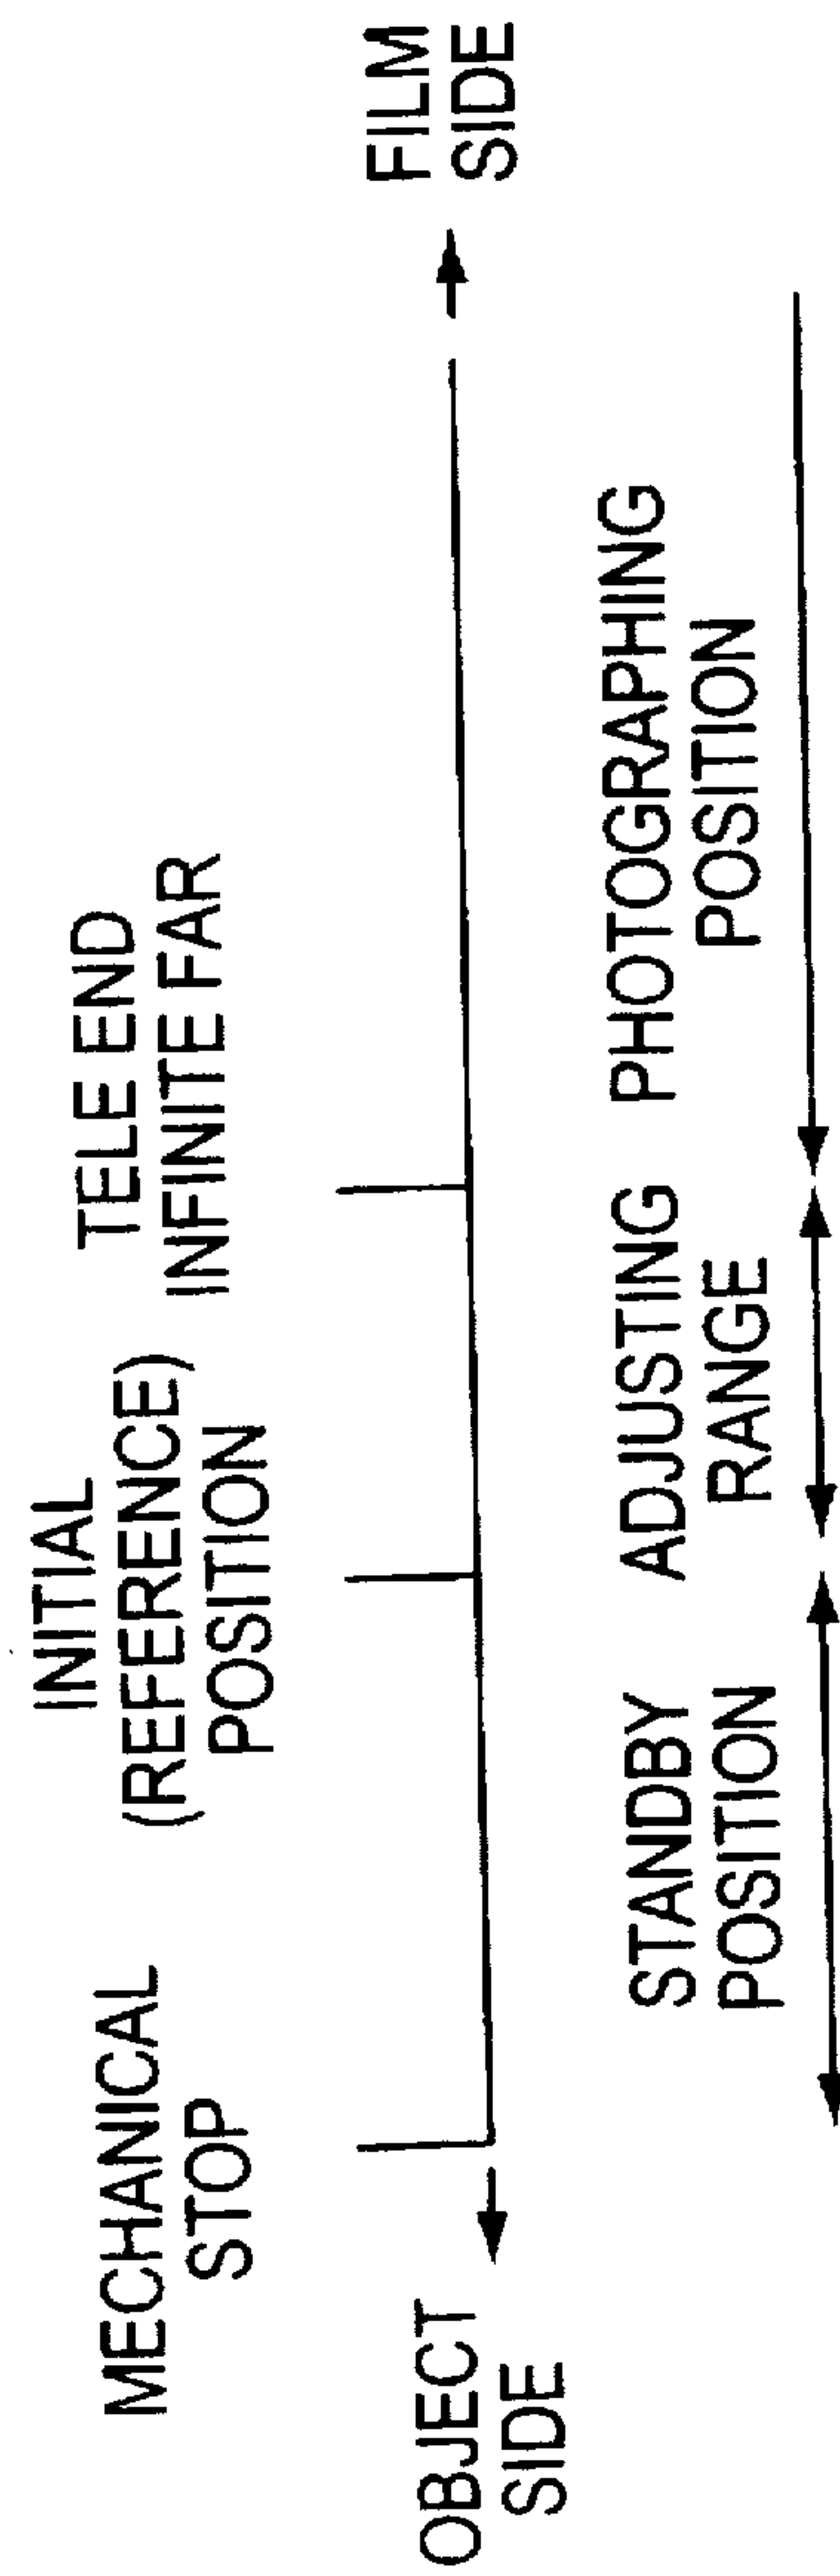 MECHANICAL
STOP
INITIAL
(REFERENCE)
POSITION
TELE END
INFINITE FAR
OBJECT
SIDE
FILM
SIDE
STANDBY
POSITION
ADJUSTING
RANGE
PHOTOGRAPHING
POSITION